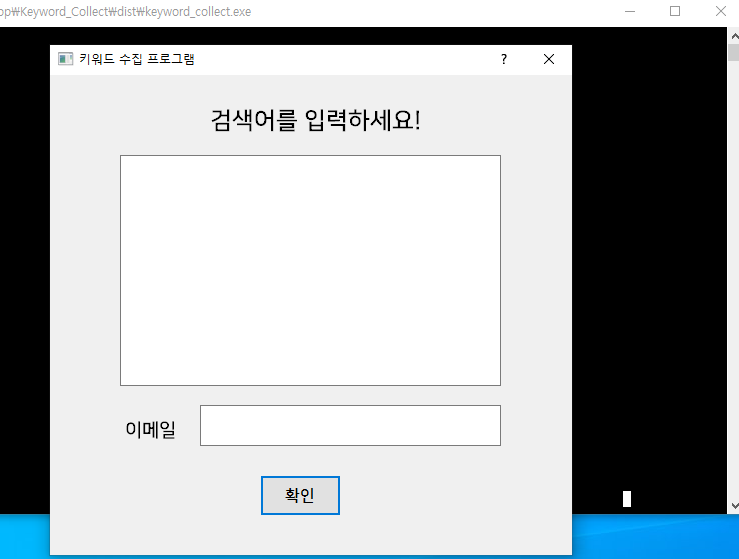 op\Keyword_Collect\dist\keyword_collect.exe
키워드 수집 프로그램
?
검색어를 입력하세요!
이메일
확인